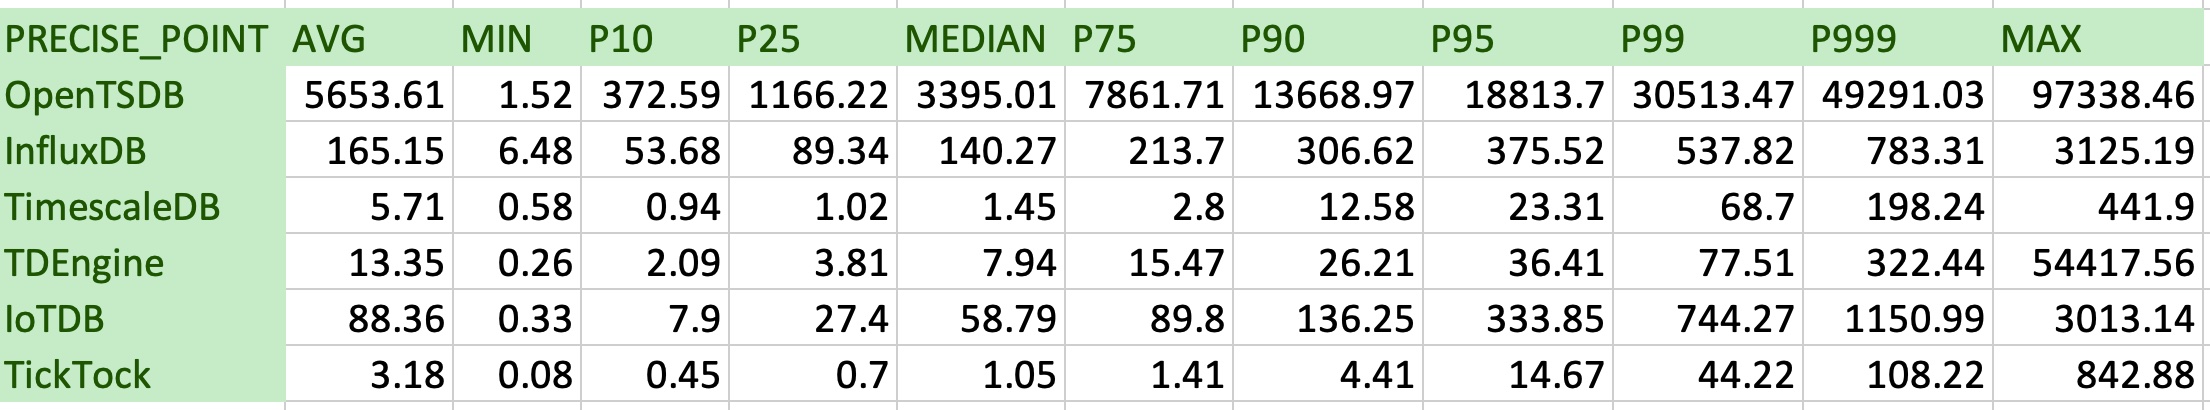 PRECISE_POINT AVG MIN P10 P25 MEDIAN P75 P90 P95 P99 P999 MAX
OpenTSDB 5653.61 1.52 372.59 1166.22 3395.01 7861.71 13668.97 18813.7 30513.47 49291.03 97338.46
InfluxDB 165.15 6.48 53.68 89.34 140.27 213.7 306.62 375.52 537.82 783.31 3125.19
TimescaleDB 5.71 0.58 0.94 1.02 1.45 2.8 12.58 23.31 68.7 198.24 441.9
TDEngine 13.35 0.26 2.09 3.81 7.94 15.47 26.21 36.41 77.51 322.44 54417.56
IoTDB 88.36 0.33 7.9 27.4 58.79 89.8 136.25 333.85 744.27 1150.99 3013.14
TickTock 3.18 0.08 0.45 0.7 1.05 1.41 4.41 14.67 44.22 108.22 842.88